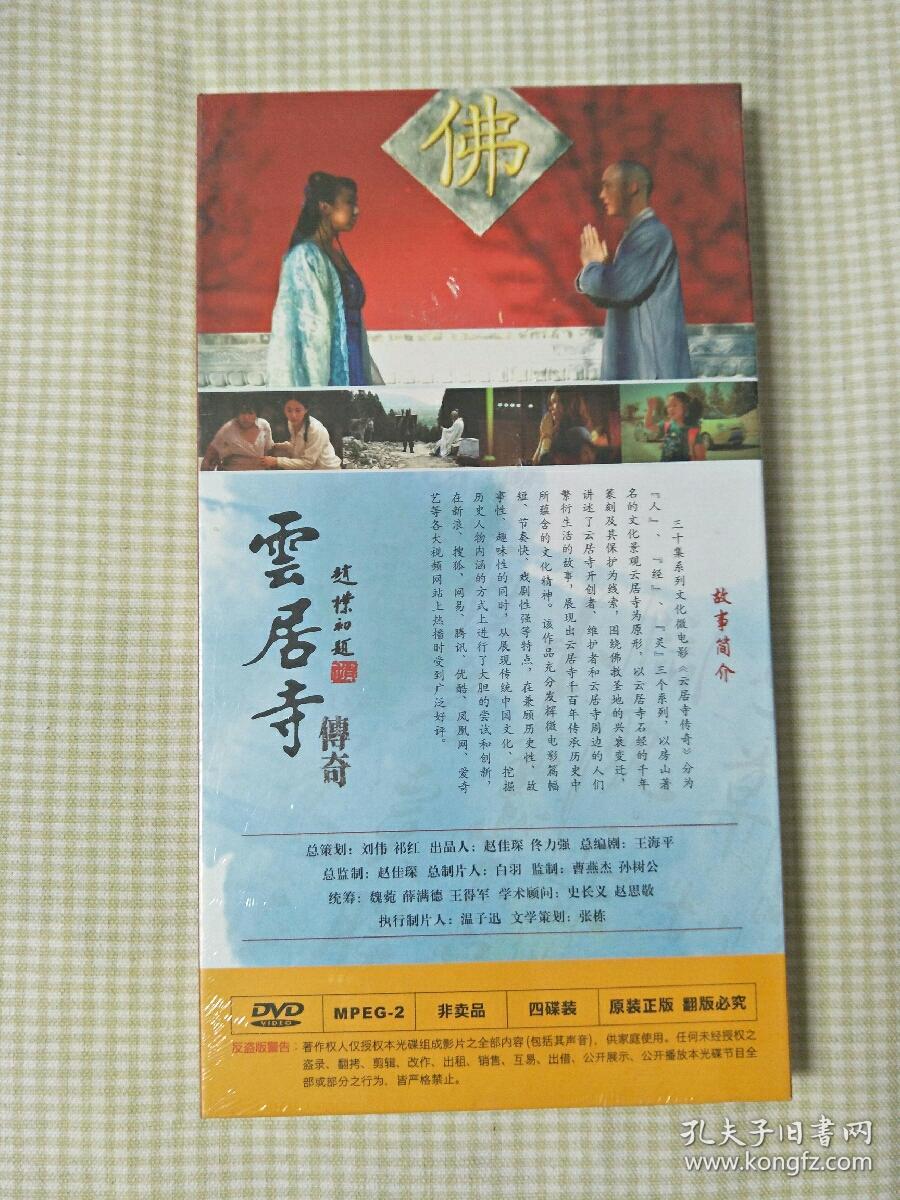 佛
故事简介
三十集系列文化微电影《云居寺传奇》分为
『人』、『经』、『灵』三个系列，以房山著
名的文化景观云居寺为原形，以云居寺石经的千年
篆刻及其保护为线索，围绕佛教圣地的兴衰变迁，
讲述了云居寺开创者、维护者和云居寺周边的人们
繁衍生活的故事，展现出云居寺千百年传承历史中
所蕴含的文化精神。该作品充分发挥微电影篇幅
短、节奏快、戏剧性强等特点，在兼顾历史性、故
事性、趣味性的同时，从展现传统中国文化、挖掘
历史人物内涵的方式上进行了大胆的尝试和创新，
在新浪、搜狐、网易、腾讯、优酷、凤凰网、爱奇
艺等各大视频网站上热播时受到广泛好评。
趙樸初題
雲居寺
傳奇
总策划：刘伟 祁红 出品人：赵佳琛 佟力强 总编剧：王海平
总监制：赵佳琛 总制片人：白羽 监制：曹燕杰 孙树公
统筹：魏菀 薛满德 王得军 学术顾问：史长义 赵思敬
执行制片人：温子迅 文学策划：张栋
DVD VIDEO MPEG-2 非卖品 四碟装 原装正版 翻版必究
反盗版警告：著作权人仅授权本光碟组成影片之全部内容(包括其声音)，供家庭使用。任何未经授权之
盗录、翻拷、剪辑、改作、出租、销售、互易、出借、公开展示、公开播放本光碟节目全
部或部分之行为，皆严格禁止。
孔夫子旧书网
www.kongfz.com